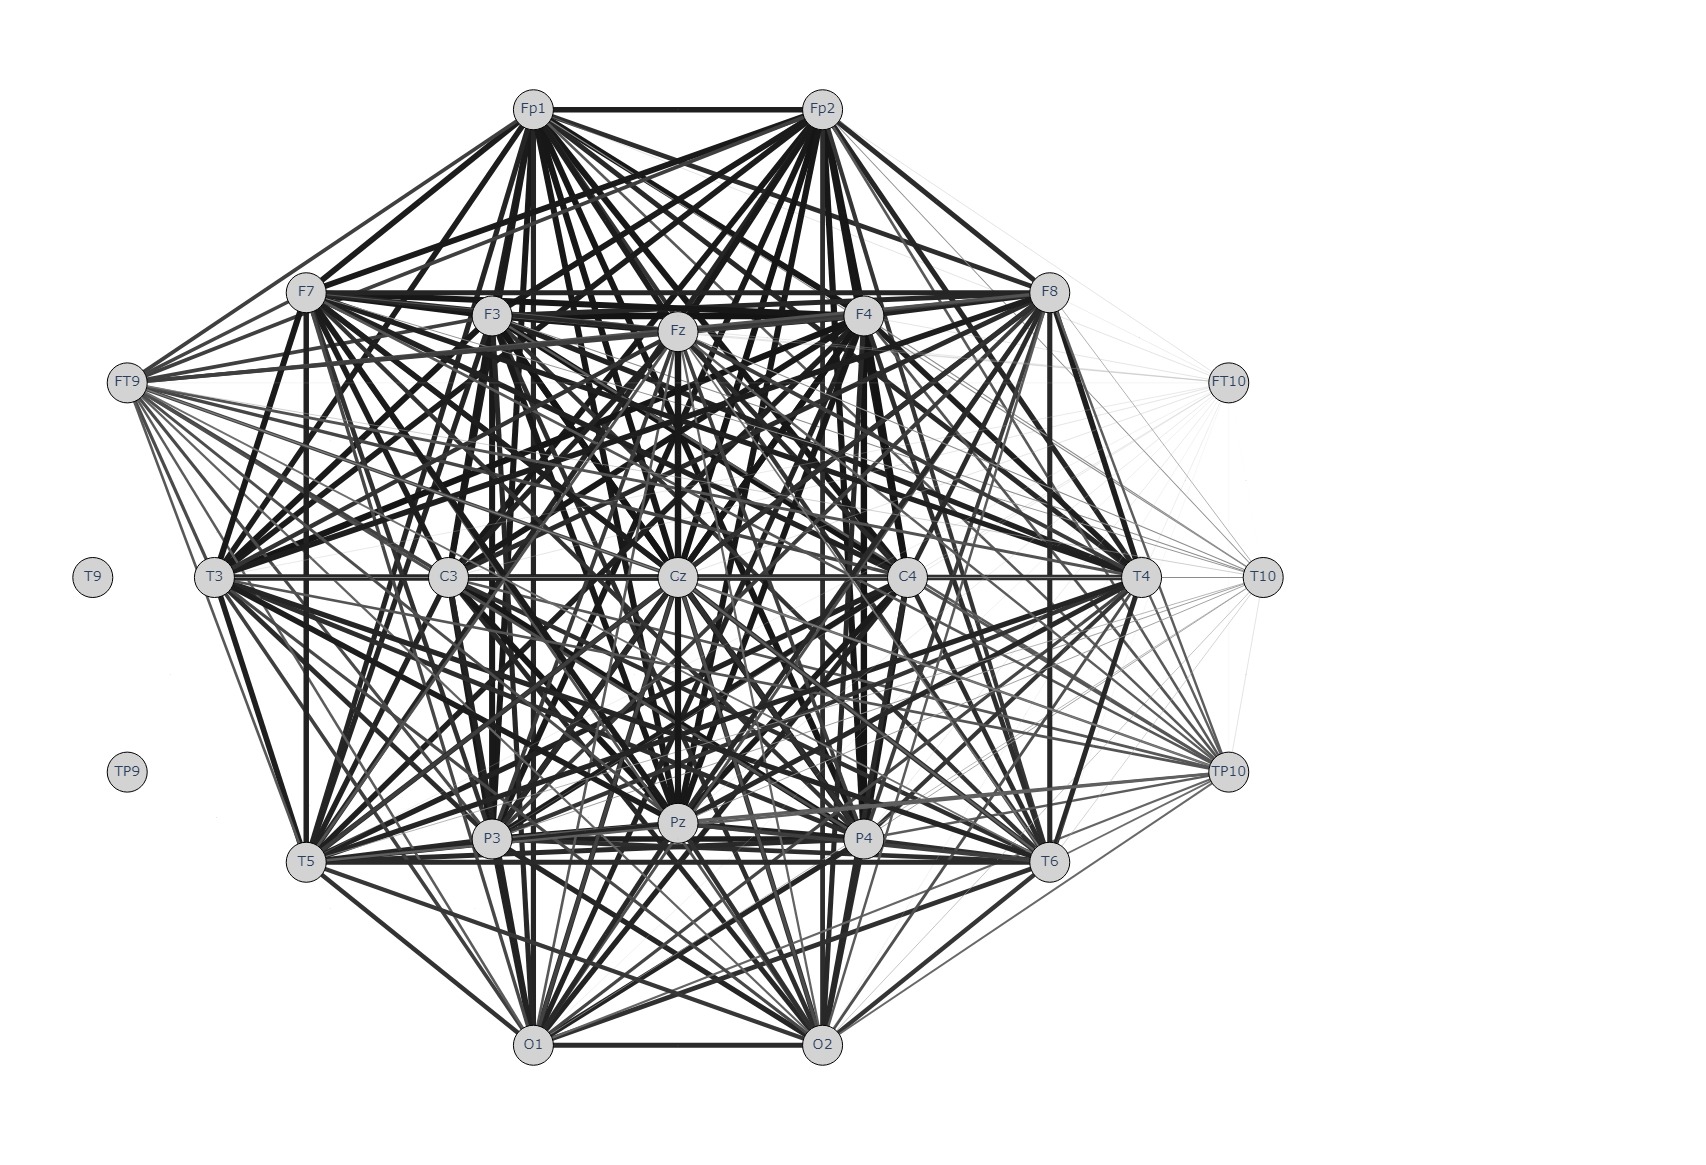 Fp1 Fp2
F7 F3 Fz F4 F8
FT9 FT10
T9 T3 C3 Cz C4 T4 T10
TP9 TP10
T5 P3 Pz P4 T6
O1 O2